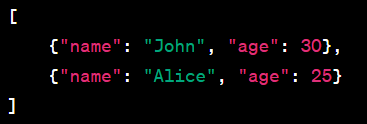 [
    {"name": "John", "age": 30},
    {"name": "Alice", "age": 25}
]